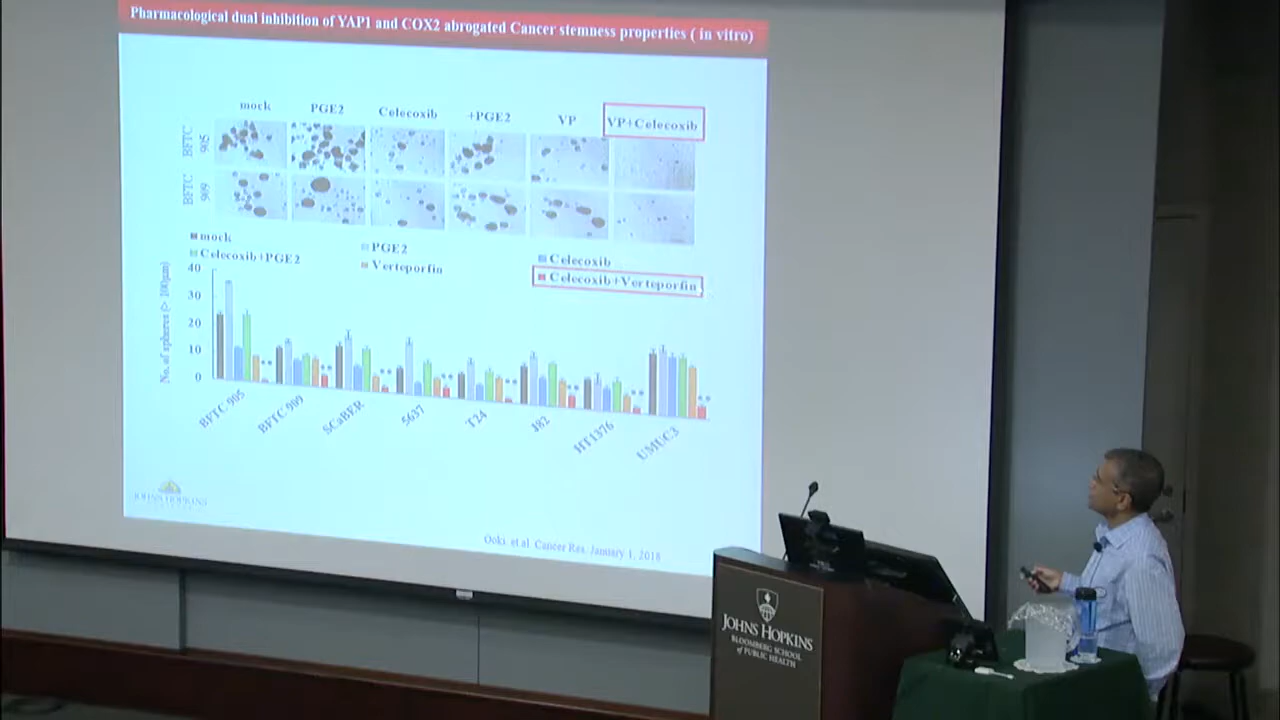 Pharmacological dual inhibition of YAP1 and COX2 abrogated Cancer stemness properties ( in vitro)
mock PGE2 Celecoxib +PGE2 VP VP+Celecoxib
BFTC 905
BFTC 909
mock PGE2 Celecoxib
Celecoxib+PGE2 Verteporfin Celecoxib+Verteporfin
No. of spheres (> 100μm)
40
30
20
10
0
BFTC 905 BFTC 909 SCaBER 5637 T24 J82 HT1376 UMUC3
JOHNS HOPKINS
Ooki. et al. Cancer Res. January 1, 2018
JOHNS HOPKINS
BLOOMBERG SCHOOL
of PUBLIC HEALTH